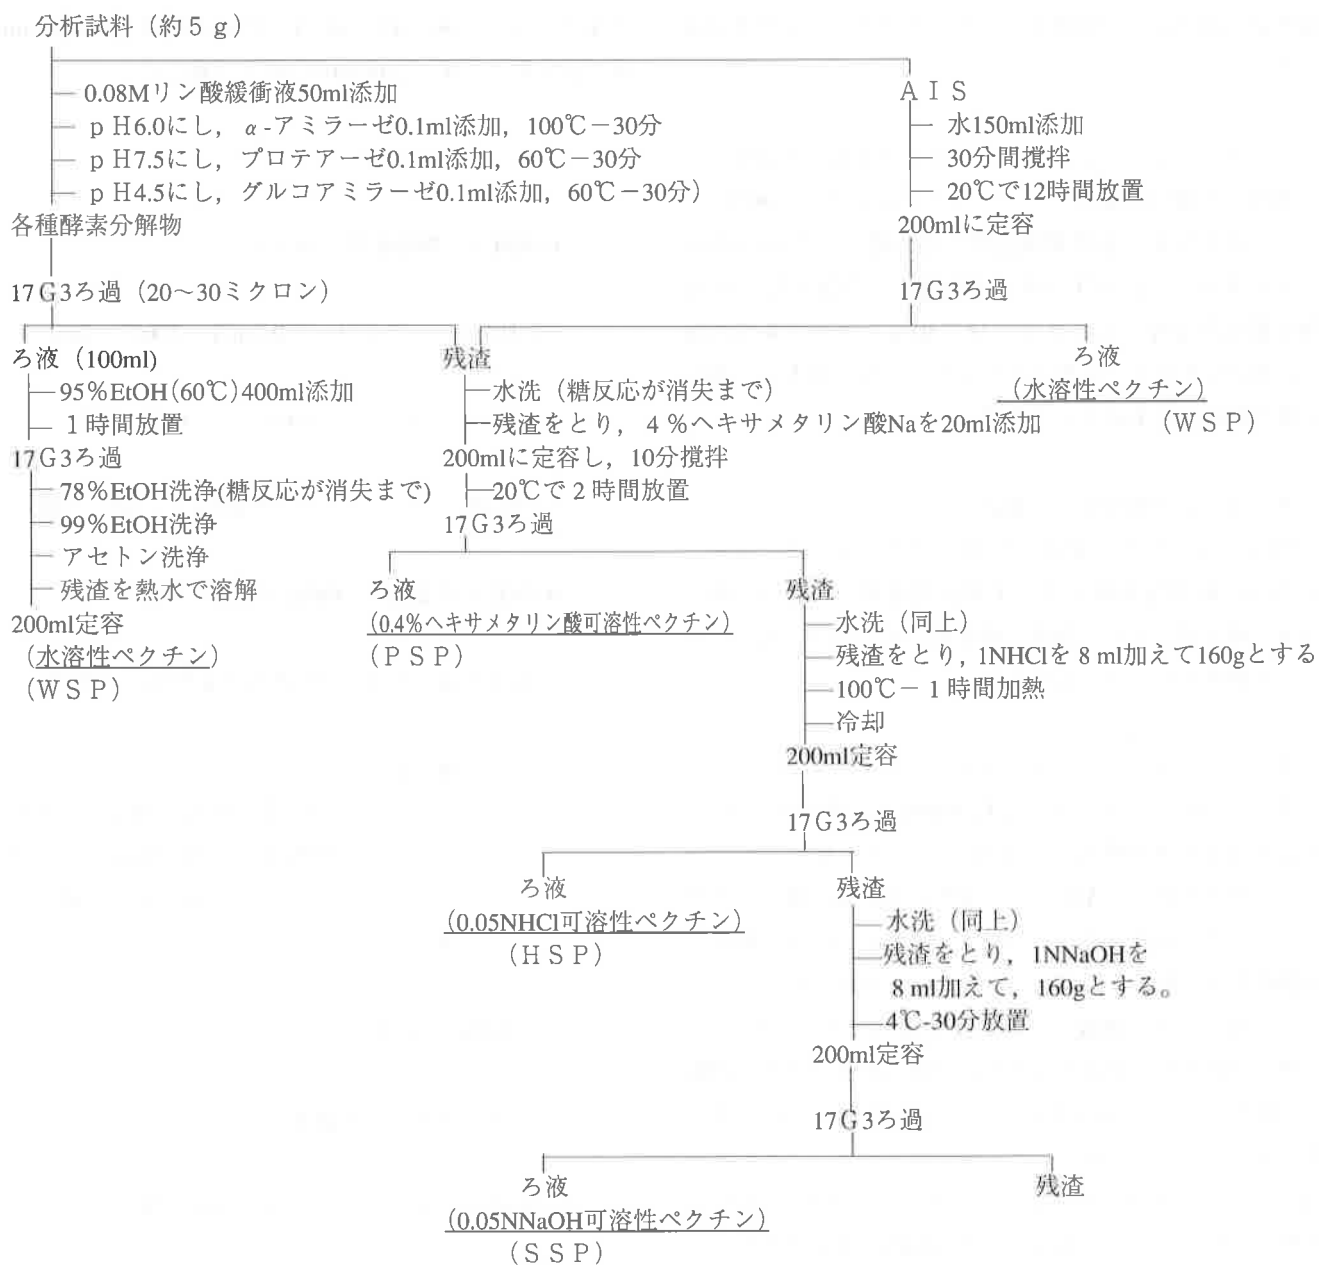 分析試料（約5g）
0.08Mリン酸緩衝液50ml添加
pH6.0にし，α-アミラーゼ0.1ml添加，100℃－30分
pH7.5にし，プロテアーゼ0.1ml添加，60℃－30分
pH4.5にし，グルコアミラーゼ0.1ml添加，60℃－30分）
各種酵素分解物
17G3ろ過（20～30ミクロン）
AIS
水150ml添加
30分間撹拌
20℃で12時間放置
200mlに定容
17G3ろ過
ろ液（100ml)
95％EtOH(60℃)400ml添加
1時間放置
17G3ろ過
78％EtOH洗浄(糖反応が消失まで)
99％EtOH洗浄
アセトン洗浄
残渣を熱水で溶解
200ml定容
（水溶性ペクチン）
（WSP）
残渣
水洗（糖反応が消失まで）
残渣をとり，4％ヘキサメタリン酸Naを20ml添加
200mlに定容し，10分撹拌
20℃で2時間放置
17G3ろ過
ろ液
（水溶性ペクチン）
（WSP）
ろ液
（0.4％ヘキサメタリン酸可溶性ペクチン）
（PSP）
残渣
水洗（同上）
残渣をとり，1NHClを8ml加えて160gとする
100℃－1時間加熱
冷却
200ml定容
17G3ろ過
ろ液
（0.05NHCl可溶性ペクチン）
（HSP）
残渣
水洗（同上）
残渣をとり，1NNaOHを
8ml加えて，160gとする。
4℃-30分放置
200ml定容
17G3ろ過
ろ液
（0.05NNaOH可溶性ペクチン）
（SSP）
残渣